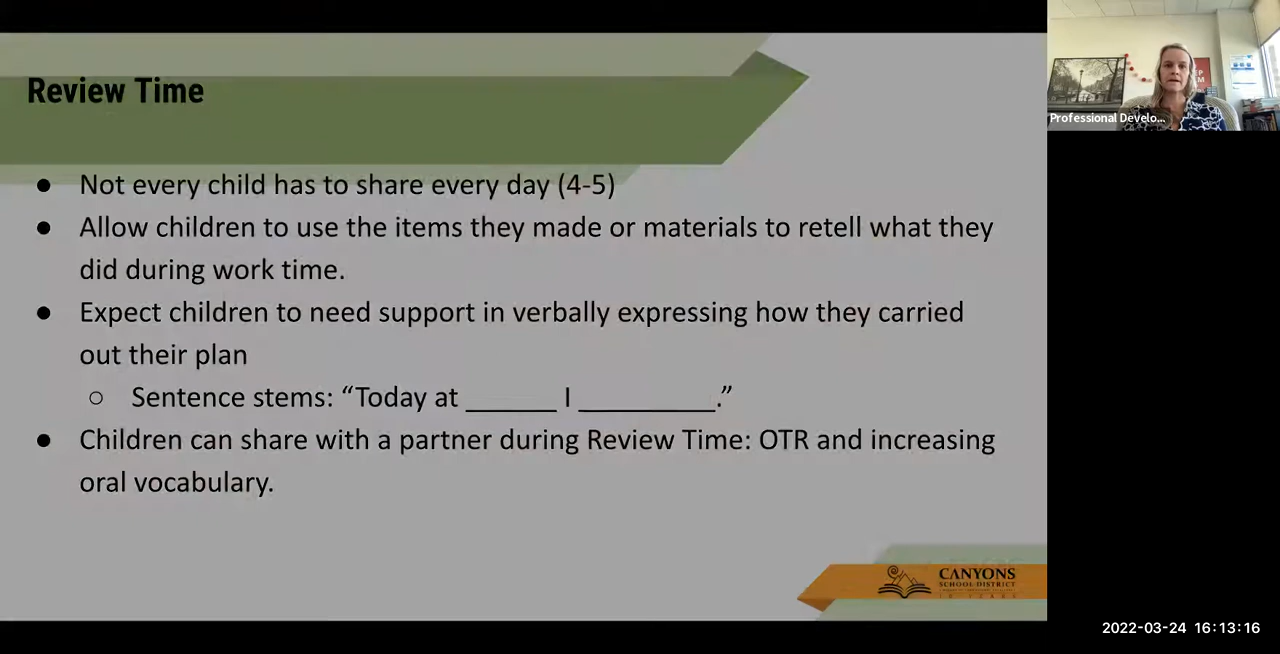 Review Time
● Not every child has to share every day (4-5)
● Allow children to use the items they made or materials to retell what they
did during work time.
● Expect children to need support in verbally expressing how they carried
out their plan
○ Sentence stems: “Today at ______ I _________.”
● Children can share with a partner during Review Time: OTR and increasing
oral vocabulary.
CANYONS
SCHOOL DISTRICT
Professional Develo...
2022-03-24 16:13:16